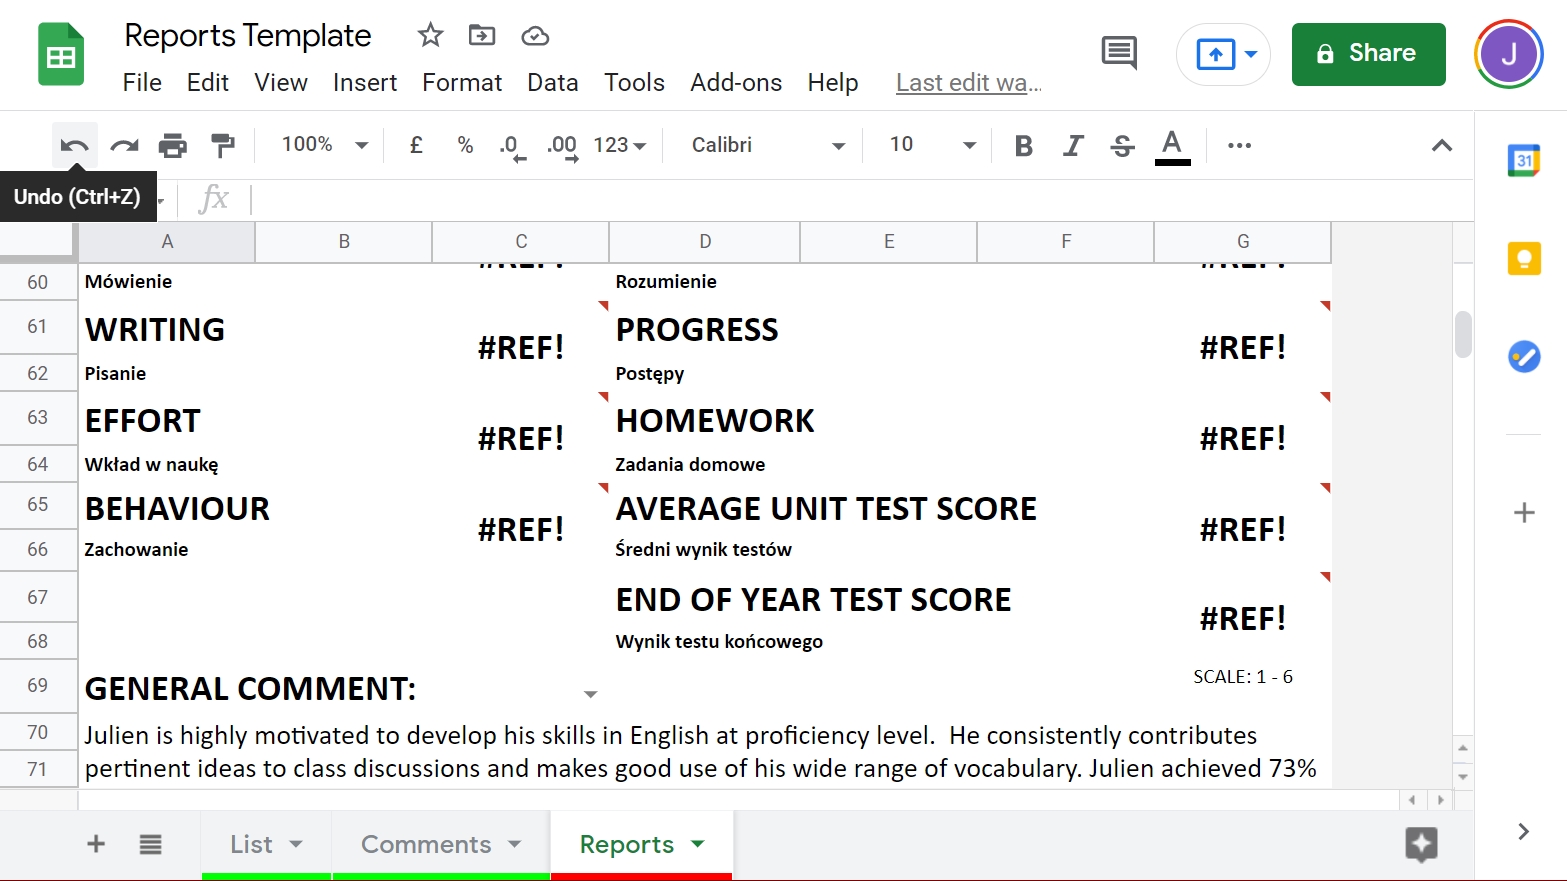 Reports Template
File Edit View Insert Format Data Tools Add-ons Help Last edit wa...
Share
J
100% £ % .0 .00 123 Calibri 10 B I S A
31
Undo (Ctrl+Z)
fx
A B C D E F G
#REF! #REF!
60 Mówienie Rozumienie
61 WRITING #REF! PROGRESS #REF!
62 Pisanie Postępy
63 EFFORT #REF! HOMEWORK #REF!
64 Wkład w naukę Zadania domowe
65 BEHAVIOUR #REF! AVERAGE UNIT TEST SCORE #REF!
66 Zachowanie Średni wynik testów
67 END OF YEAR TEST SCORE #REF!
68 Wynik testu końcowego
69 GENERAL COMMENT: SCALE: 1 - 6
70 Julien is highly motivated to develop his skills in English at proficiency level.  He consistently contributes
71 pertinent ideas to class discussions and makes good use of his wide range of vocabulary. Julien achieved 73%
List Comments Reports